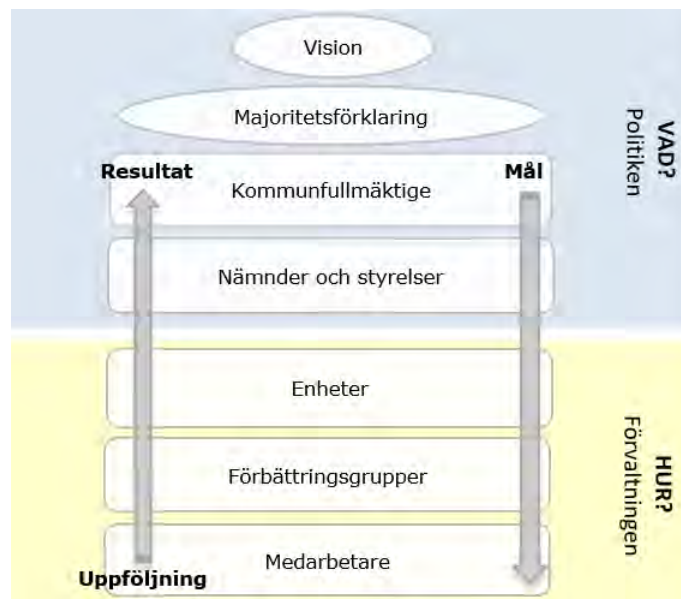 Vision
Majoritetsförklaring
Resultat
Mål
Kommunfullmäktige
Nämnder och styrelser
VAD?
Politiken
Enheter
Förbättringsgrupper
Medarbetare
Uppföljning
HUR?
Förvaltningen